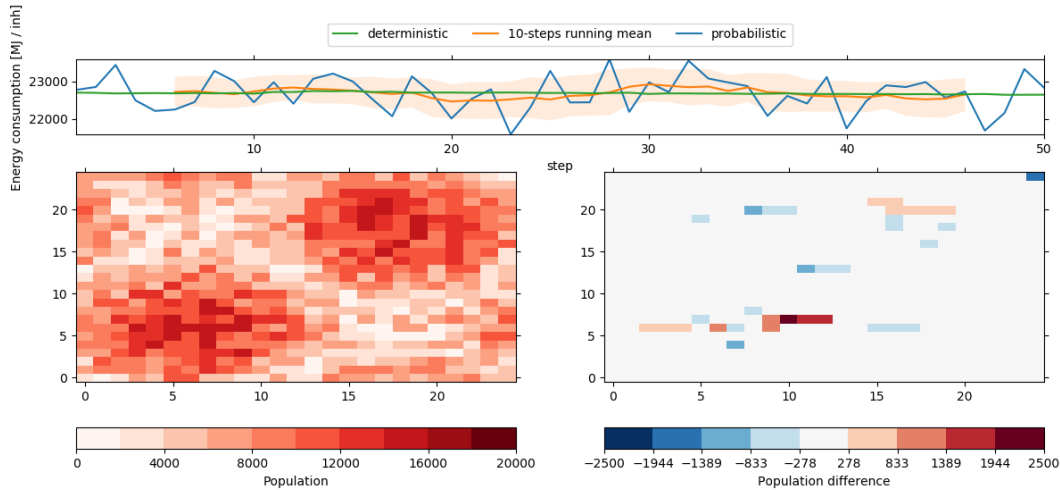 Energy consumption [MJ / inh]
deterministic 10-steps running mean probabilistic
23000
22000
10 20 30 40 50
step
20
15
10
5
0
0 5 10 15 20
20
15
10
5
0
0 5 10 15 20
0 4000 8000 12000 16000 20000
Population
−2500 −1944 −1389 −833 −278 278 833 1389 1944 2500
Population difference